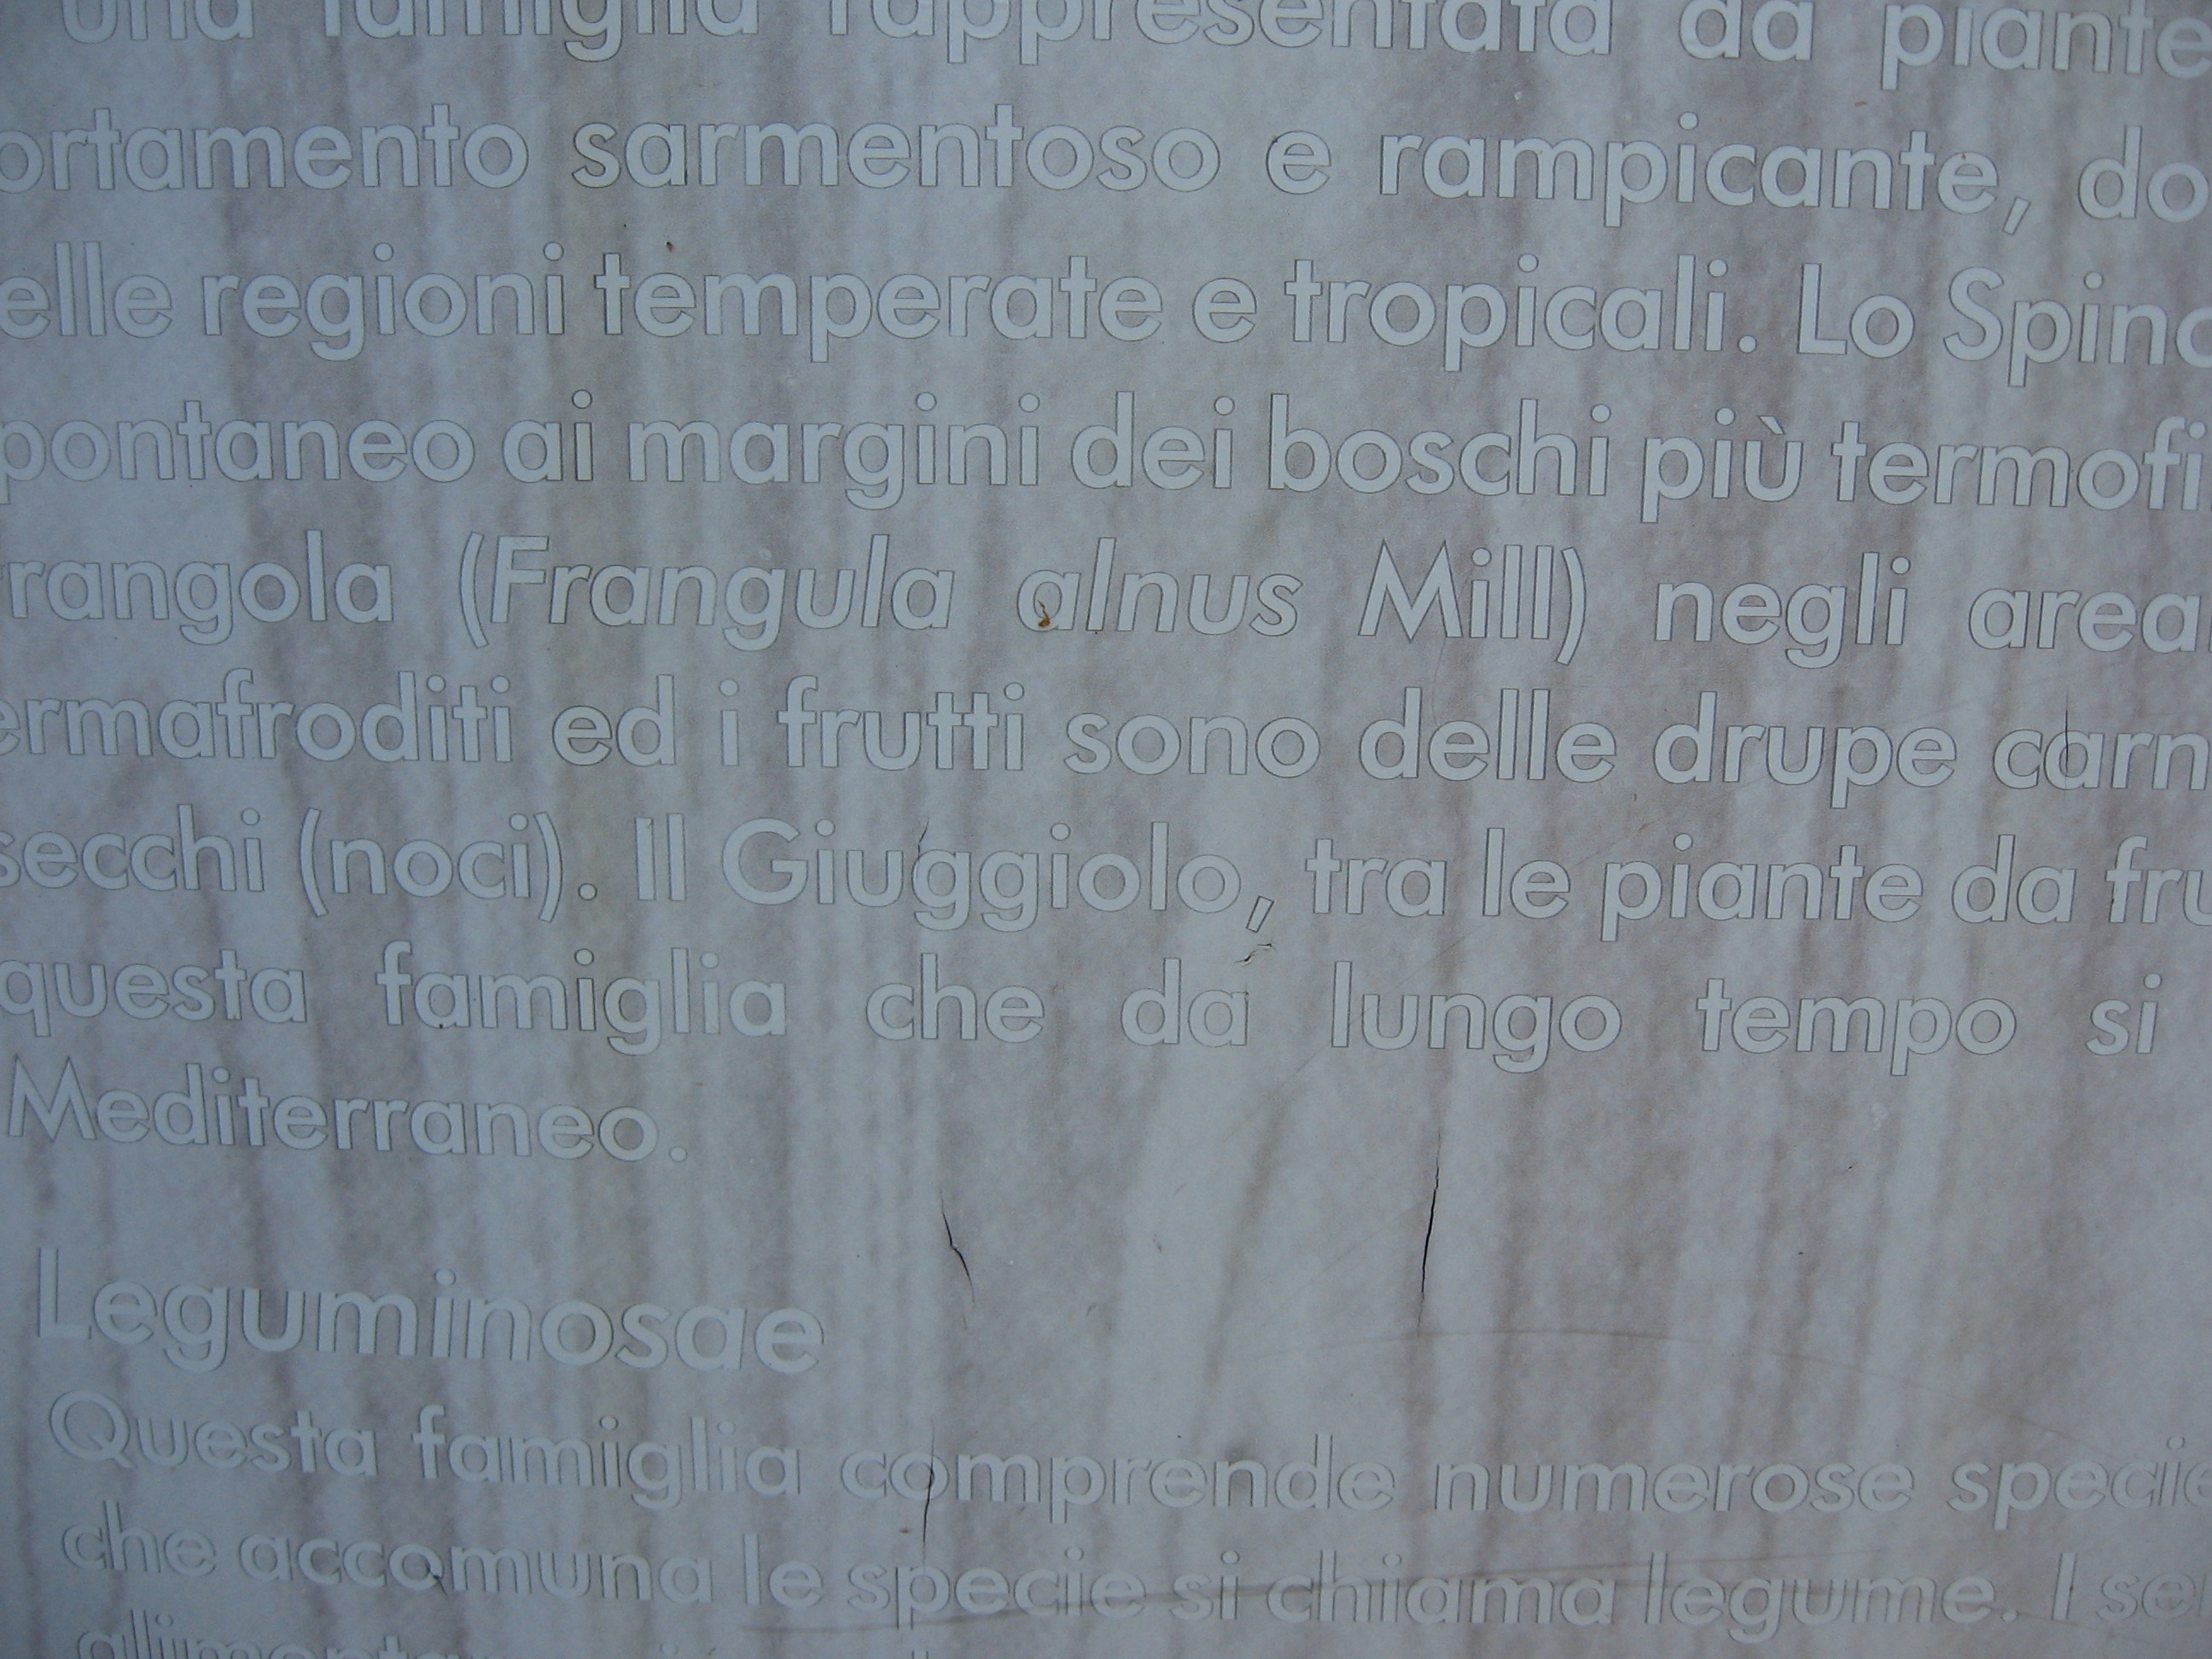 una famiglia rappresentata da piante
ortamento sarmentoso e rampicante, do
elle regioni temperate e tropicali. Lo Spino
pontaneo ai margini dei boschi più termofi
rangola (Frangula alnus Mill) negli area
ermafroditi ed i frutti sono delle drupe carn
secchi (noci). Il Giuggiolo, tra le piante da fru
questa famiglia che da lungo tempo si
Mediterraneo.
Leguminosae
Questa famiglia comprende numerose specie
che accomuna le specie si chiama legume. I se